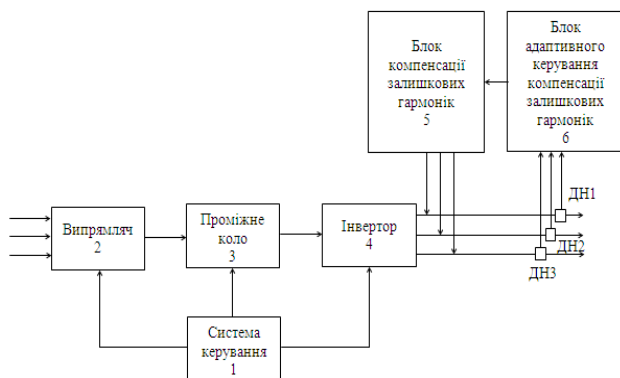 Блок
компенсації
залишкових
гармонік
5
Блок
адаптивного
керування
компенсації
залишкових
гармонік
6
ДН1
ДН2
ДН3
Випрямляч
2
Проміжне
коло
3
Інвертор
4
Система
керування
1